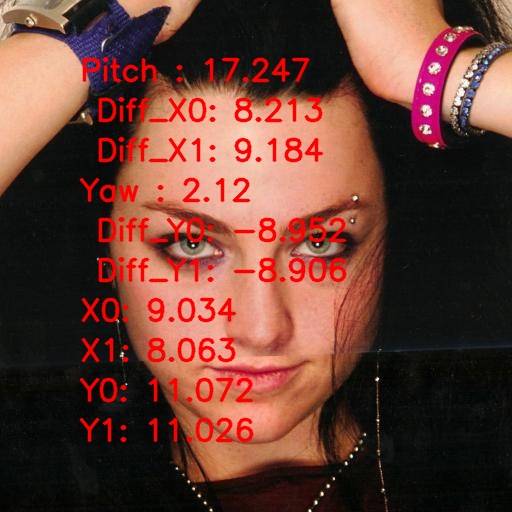 Pitch : 17.247
Diff_X0: 8.213
Diff_X1: 9.184
Yaw : 2.12
Diff_Y0: -8.952
Diff_Y1: -8.906
X0: 9.034
X1: 8.063
Y0: 11.072
Y1: 11.026